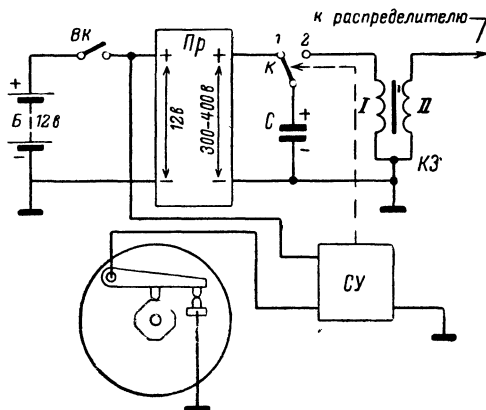 к распределителю
Вк
Пр
1
2
К
+
+
+
Б
12в
12в
300–400в
С
+
I
II
−
−
−
−
КЗ
СУ